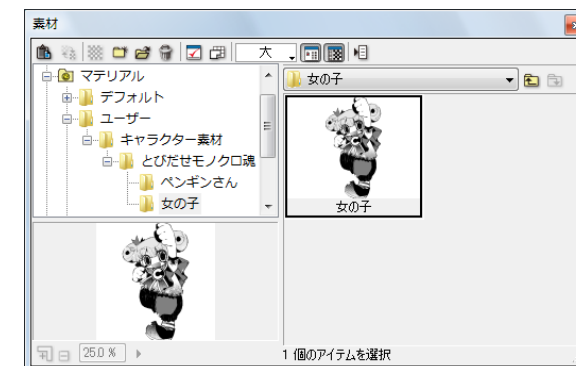 素材
大
マテリアル
デフォルト
ユーザー
キャラクター素材
とびだせモノクロ魂
ペンギンさん
女の子
女の子
女の子
25.0 %
1 個のアイテムを選択